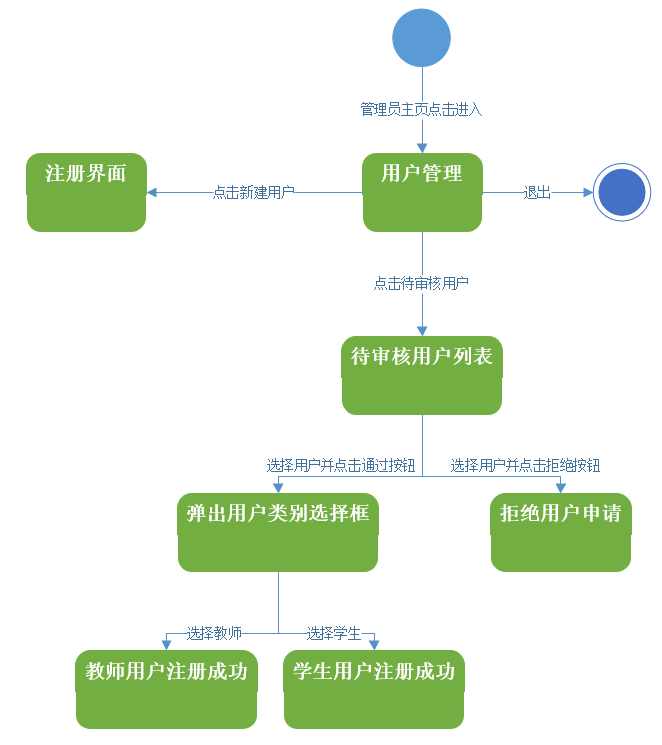 管理员主页点击进入
注册界面
点击新建用户
用户管理
退出
点击待审核用户
待审核用户列表
选择用户并点击通过按钮
选择用户并点击拒绝按钮
弹出用户类别选择框
拒绝用户申请
选择教师
选择学生
教师用户注册成功
学生用户注册成功